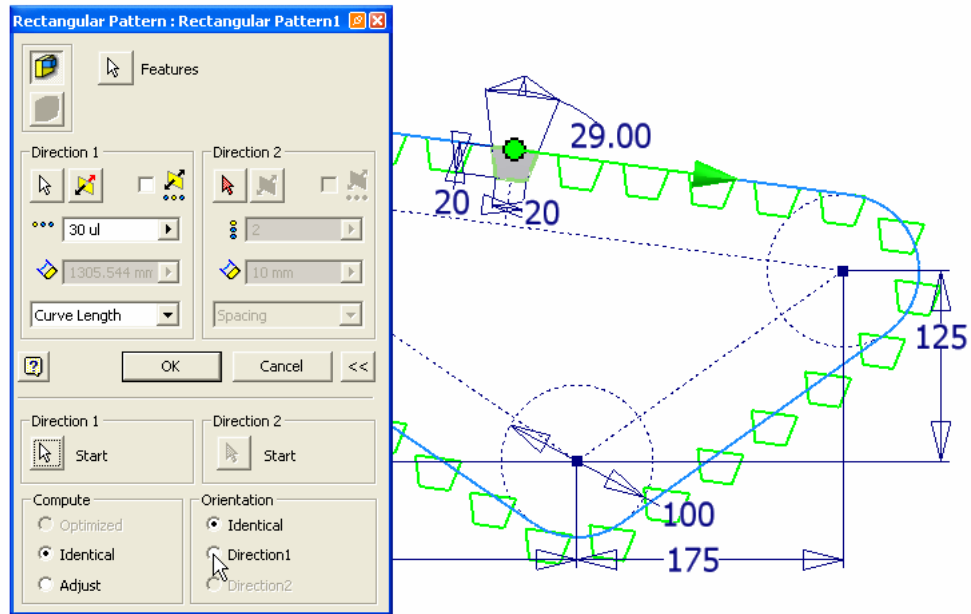 Rectangular Pattern : Rectangular Pattern1
Features
Direction 1
Direction 2
30 ul
2
1305.544 mm
10 mm
Curve Length
Spacing
OK
Cancel
<<
Direction 1
Direction 2
Start
Start
Compute
Orientation
Optimized
Identical
Identical
Direction1
Adjust
Direction2
29.00
20
20
125
100
175